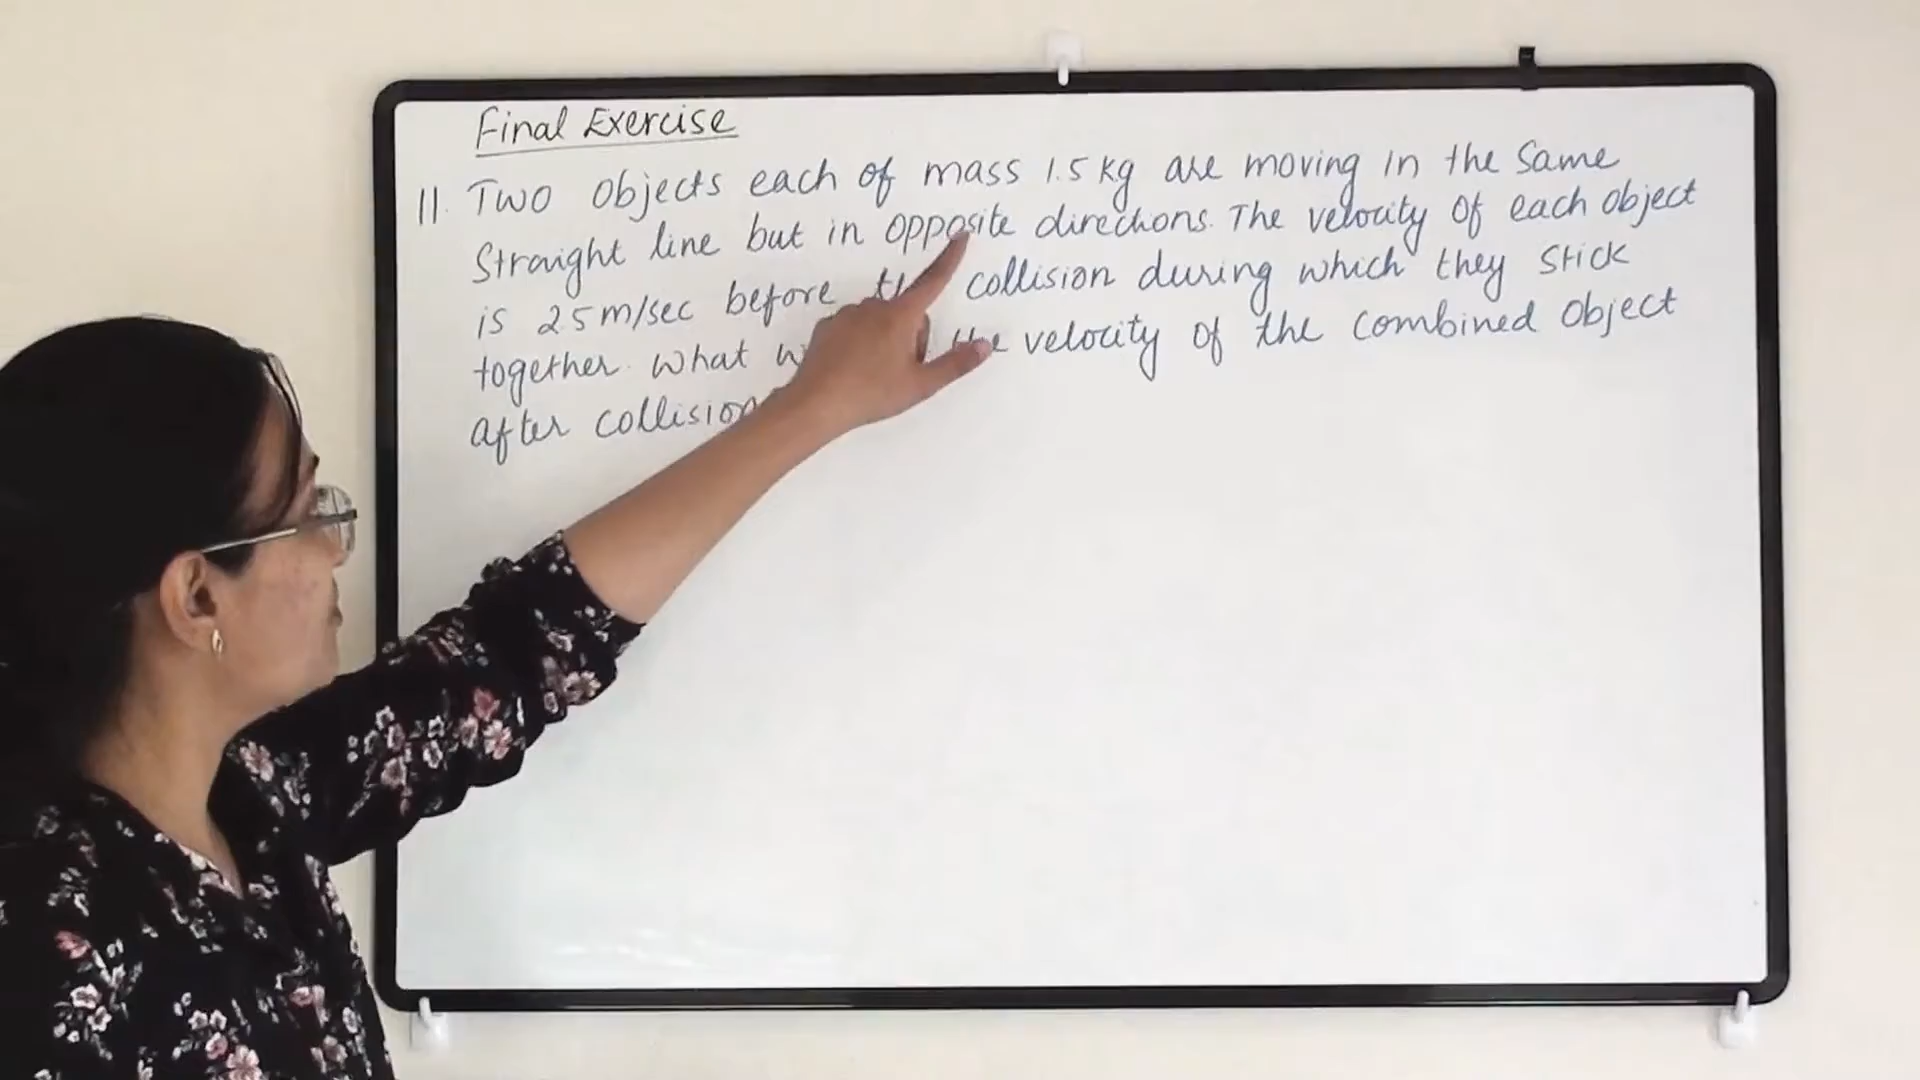 Final Exercise
11. Two objects each of mass 1.5 kg are moving in the same
Straight line but in opposite directions. The velocity of each object
is 2.5 m/sec before collision during which they stick
together. What the velocity of the combined object
after collision